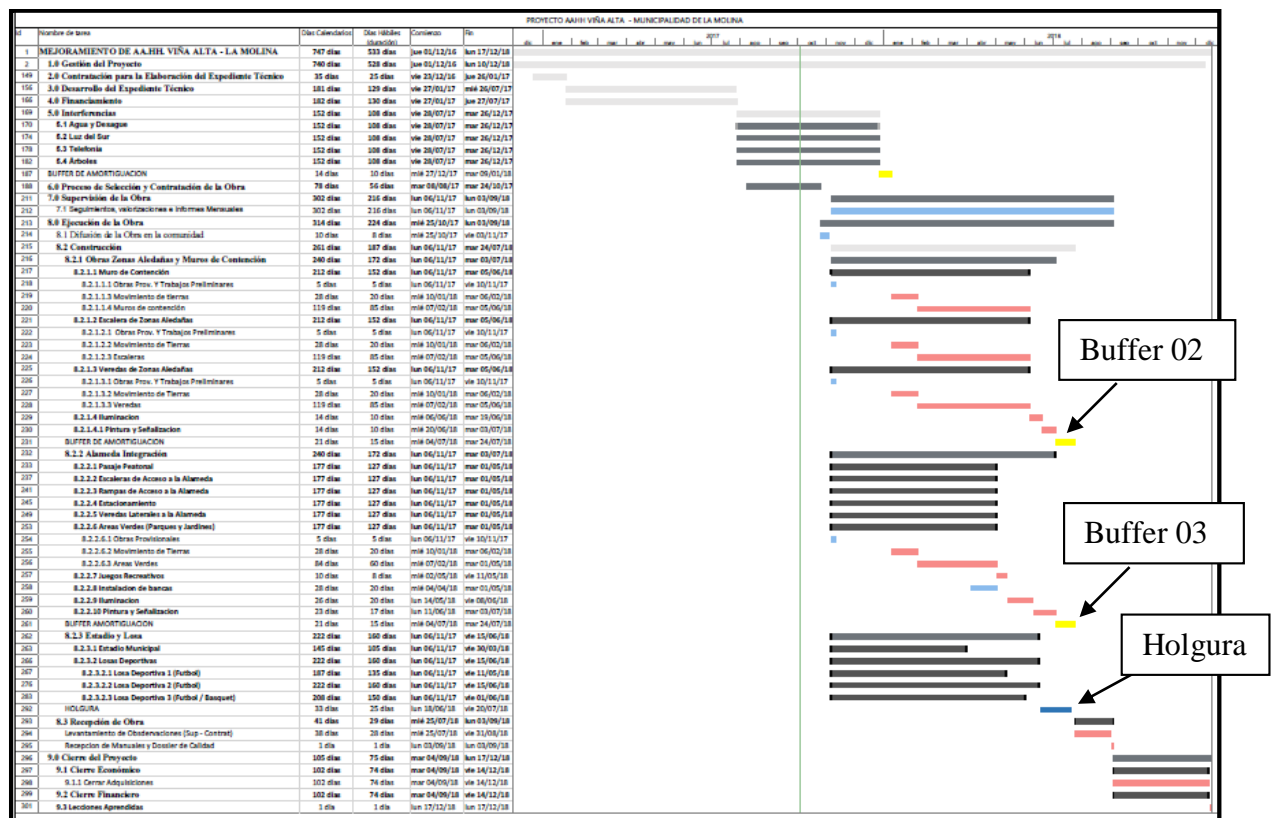 PROYECTO AAHH VIÑA ALTA - MUNICIPALIDAD DE LA MOLINA
Id Nombre de tarea Días Calendarios Días Hábiles (duración) Comienzo Fin 2017 2018
dic ene feb mar abr may jun jul ago sep oct nov dic ene feb mar abr may jun jul ago sep oct nov dic
1 MEJORAMIENTO DE AA.HH. VIÑA ALTA - LA MOLINA 747 días 533 días jue 01/12/16 lun 17/12/18
2 1.0 Gestión del Proyecto 740 días 528 días jue 01/12/16 lun 10/12/18
149 2.0 Contratación para la Elaboración del Expediente Técnico 35 días 25 días vie 23/12/16 jue 26/01/17
155 3.0 Desarrollo del Expediente Técnico 181 días 129 días vie 27/01/17 mié 26/07/17
166 4.0 Financiamiento 182 días 130 días vie 27/01/17 jue 27/07/17
169 5.0 Interferencias 152 días 108 días vie 28/07/17 mar 26/12/17
170 5.1 Agua y Desague 152 días 108 días vie 28/07/17 mar 26/12/17
174 5.2 Luz del Sur 152 días 108 días vie 28/07/17 mar 26/12/17
178 5.3 Telefonía 152 días 108 días vie 28/07/17 mar 26/12/17
182 5.4 Árboles 152 días 108 días vie 28/07/17 mar 26/12/17
187 BUFFER DE AMORTIGUACION 14 días 10 días mié 27/12/17 mar 09/01/18
188 6.0 Proceso de Selección y Contratación de la Obra 78 días 56 días mar 08/08/17 mar 24/10/17
211 7.0 Supervisión de la Obra 302 días 216 días lun 06/11/17 lun 03/09/18
212 7.1 Seguimientos, valorizaciones e Informes Mensuales 302 días 216 días lun 06/11/17 lun 03/09/18
213 8.0 Ejecución de la Obra 314 días 224 días mié 25/10/17 lun 03/09/18
214 8.1 Difusión de la Obra en la comunidad 10 días 8 días mié 25/10/17 vie 03/11/17
215 8.2 Construcción 261 días 187 días lun 06/11/17 mar 24/07/18
216 8.2.1 Obras Zonas Aledañas y Muros de Contención 240 días 172 días lun 06/11/17 mar 03/07/18
217 8.2.1.1 Muro de Contención 212 días 152 días lun 06/11/17 mar 05/06/18
218 8.2.1.1.1 Obras Prov. Y Trabajos Preliminares 5 días 5 días lun 06/11/17 vie 10/11/17
219 8.2.1.1.3 Movimiento de tierras 28 días 20 días mié 10/01/18 mar 06/02/18
220 8.2.1.1.4 Muros de contención 119 días 85 días mié 07/02/18 mar 05/06/18
221 8.2.1.2 Escalera de Zonas Aledañas 212 días 152 días lun 06/11/17 mar 05/06/18
222 8.2.1.2.1 Obras Prov. Y Trabajos Preliminares 5 días 5 días lun 06/11/17 vie 10/11/17
223 8.2.1.2.2 Movimiento de Tierras 28 días 20 días mié 10/01/18 mar 06/02/18
224 8.2.1.2.3 Escaleras 119 días 85 días mié 07/02/18 mar 05/06/18
225 8.2.1.3 Veredas de Zonas Aledañas 212 días 152 días lun 06/11/17 mar 05/06/18
226 8.2.1.3.1 Obras Prov. Y Trabajos Preliminares 5 días 5 días lun 06/11/17 vie 10/11/17
227 8.2.1.3.2 Movimiento de Tierras 28 días 20 días mié 10/01/18 mar 06/02/18
228 8.2.1.3.3 Veredas 119 días 85 días mié 07/02/18 mar 05/06/18
229 8.2.1.4 Iluminacion 14 días 10 días mié 06/06/18 mar 19/06/18
230 8.2.1.4.1 Pintura y Señalizacion 14 días 10 días mié 20/06/18 mar 03/07/18
231 BUFFER DE AMORTIGUACION 21 días 15 días mié 04/07/18 mar 24/07/18
Buffer 02
232 8.2.2 Alameda Integración 240 días 172 días lun 06/11/17 mar 03/07/18
233 8.2.2.1 Pasaje Peatonal 177 días 127 días lun 06/11/17 mar 01/05/18
237 8.2.2.2 Escaleras de Acceso a la Alameda 177 días 127 días lun 06/11/17 mar 01/05/18
241 8.2.2.3 Rampas de Acceso a la Alameda 177 días 127 días lun 06/11/17 mar 01/05/18
245 8.2.2.4 Estacionamiento 177 días 127 días lun 06/11/17 mar 01/05/18
249 8.2.2.5 Veredas Laterales a la Alameda 177 días 127 días lun 06/11/17 mar 01/05/18
253 8.2.2.6 Areas Verdes (Parques y Jardines) 177 días 127 días lun 06/11/17 mar 01/05/18
254 8.2.2.6.1 Obras Provisionales 5 días 5 días lun 06/11/17 vie 10/11/17
255 8.2.2.6.2 Movimiento de Tierras 28 días 20 días mié 10/01/18 mar 06/02/18
256 8.2.2.6.3 Areas Verdes 84 días 60 días mié 07/02/18 mar 01/05/18
257 8.2.2.7 Juegos Recreativos 10 días 8 días mié 02/05/18 vie 11/05/18
258 8.2.2.8 Instalacion de bancas 28 días 20 días mié 04/04/18 mar 01/05/18
259 8.2.2.9 Iluminacion 26 días 20 días lun 14/05/18 vie 08/06/18
260 8.2.2.10 Pintura y Señalizacion 23 días 17 días lun 11/06/18 mar 03/07/18
261 BUFFER AMORTIGUACION 21 días 15 días mié 04/07/18 mar 24/07/18
Buffer 03
262 8.2.3 Estadio y Losa 222 días 160 días lun 06/11/17 vie 15/06/18
263 8.2.3.1 Estadio Municipal 145 días 105 días lun 06/11/17 vie 30/03/18
266 8.2.3.2 Losas Deportivas 222 días 160 días lun 06/11/17 vie 15/06/18
267 8.2.3.2.1 Losa Deportiva 1 (Futbol) 187 días 135 días lun 06/11/17 vie 11/05/18
276 8.2.3.2.2 Losa Deportiva 2 (Futbol) 222 días 160 días lun 06/11/17 vie 15/06/18
283 8.2.3.2.3 Losa Deportiva 3 (Futbol / Basquet) 208 días 150 días lun 06/11/17 vie 01/06/18
292 HOLGURA 33 días 25 días lun 18/06/18 vie 20/07/18
Holgura
293 8.3 Recepción de Obra 41 días 29 días mié 25/07/18 lun 03/09/18
294 Levantamiento de Obsdervaciones (Sup - Contrat) 38 días 28 días mié 25/07/18 vie 31/08/18
295 Recepcion de Manuales y Dossier de Calidad 1 día 1 día lun 03/09/18 lun 03/09/18
296 9.0 Cierre del Proyecto 105 días 75 días mar 04/09/18 lun 17/12/18
297 9.1 Cierre Económico 102 días 74 días mar 04/09/18 vie 14/12/18
298 9.1.1 Cerrar Adquisiciones 102 días 74 días mar 04/09/18 vie 14/12/18
299 9.2 Cierre Financiero 102 días 74 días mar 04/09/18 vie 14/12/18
301 9.3 Lecciones Aprendidas 1 día 1 día lun 17/12/18 lun 17/12/18